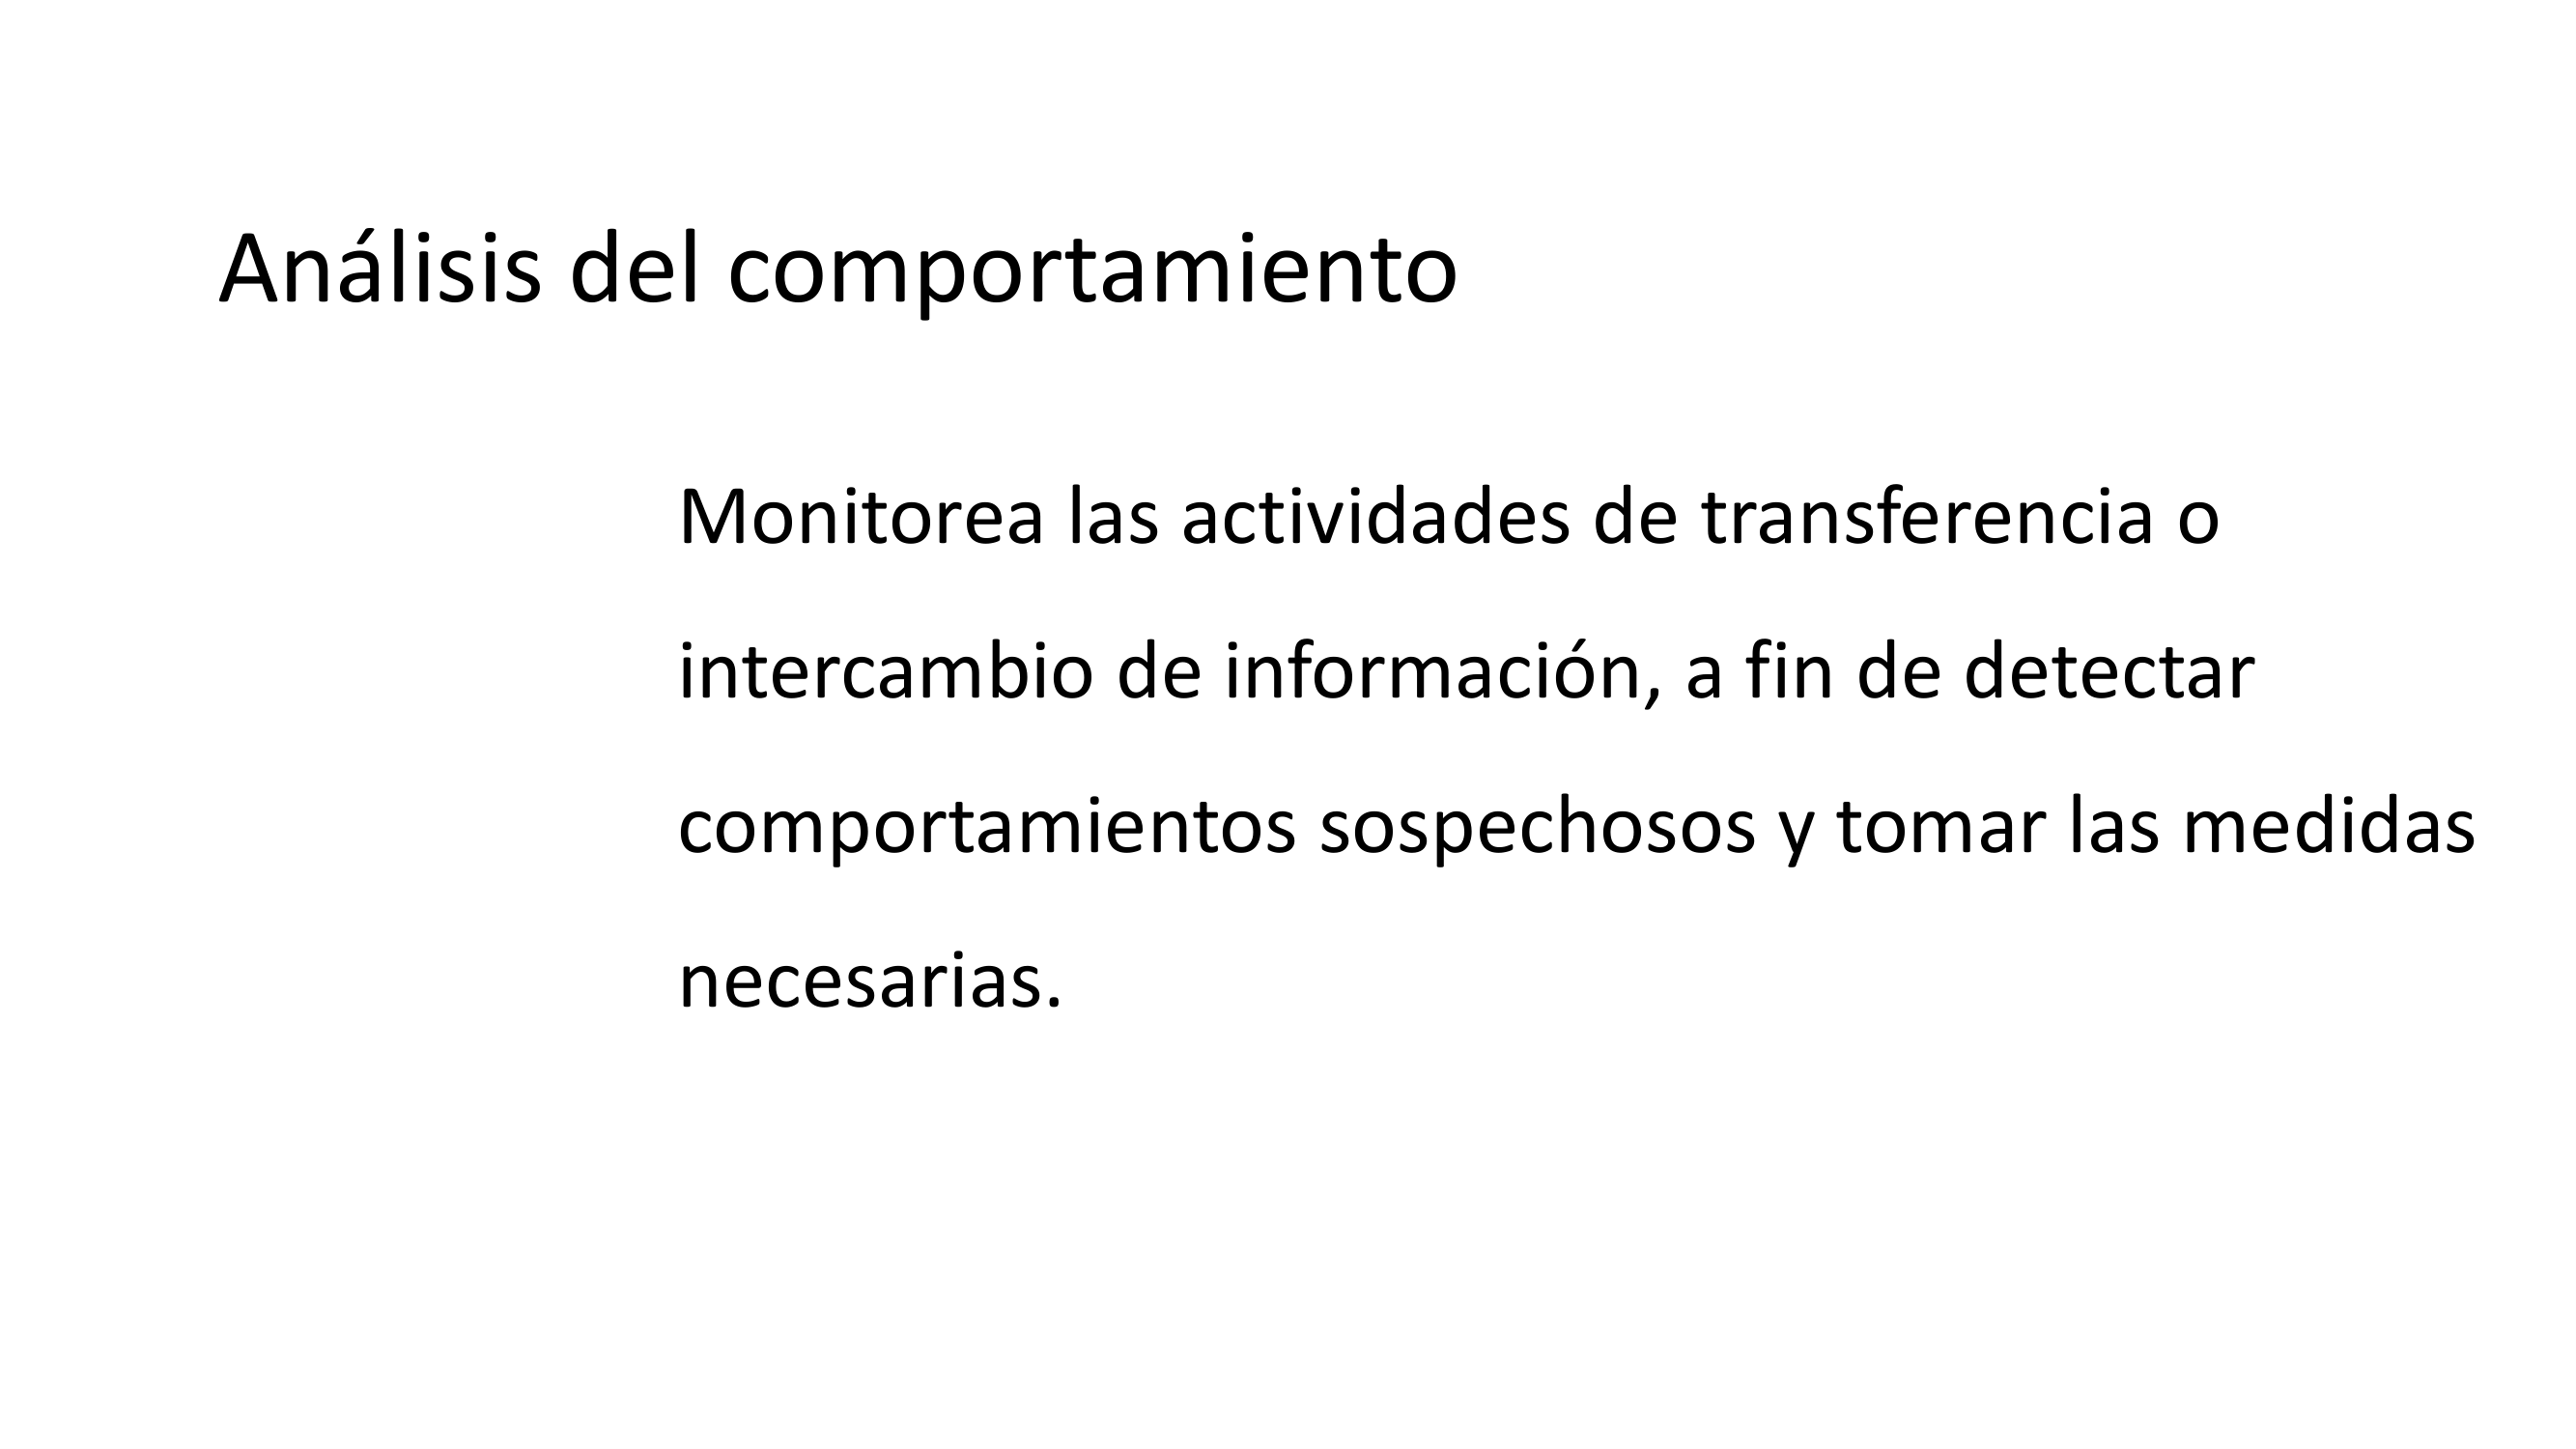 Análisis del comportamiento
Monitorea las actividades de transferencia o
intercambio de información, a fin de detectar
comportamientos sospechosos y tomar las medidas
necesarias.